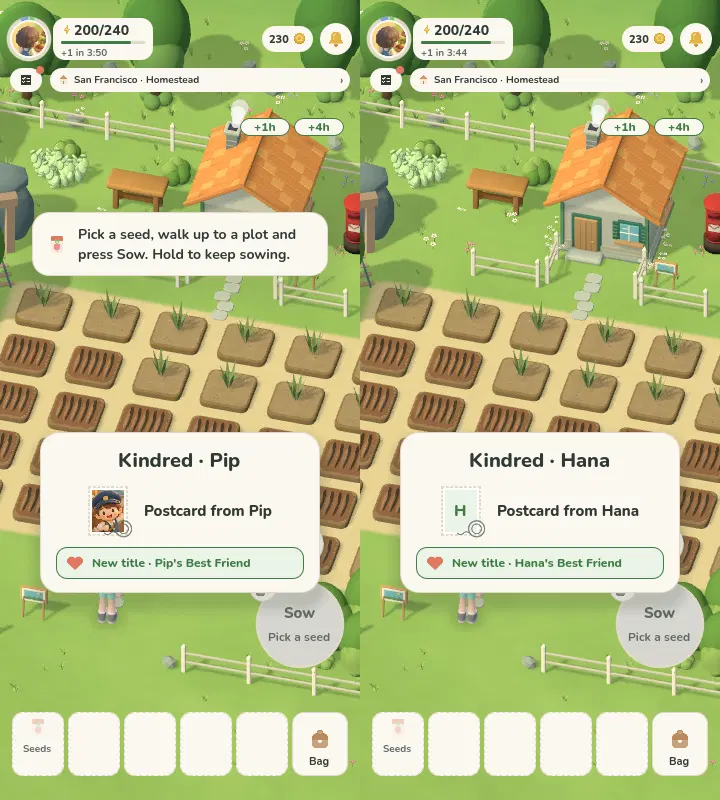 200/240
+1 in 3:50
230
San Francisco · Homestead
+1h
+4h
Pick a seed, walk up to a plot and
press Sow. Hold to keep sowing.
Kindred · Pip
Postcard from Pip
New title · Pip's Best Friend
Sow
Pick a seed
Seeds
Bag
200/240
+1 in 3:44
230
San Francisco · Homestead
+1h
+4h
Kindred · Hana
H
Postcard from Hana
New title · Hana's Best Friend
Sow
Pick a seed
Seeds
Bag